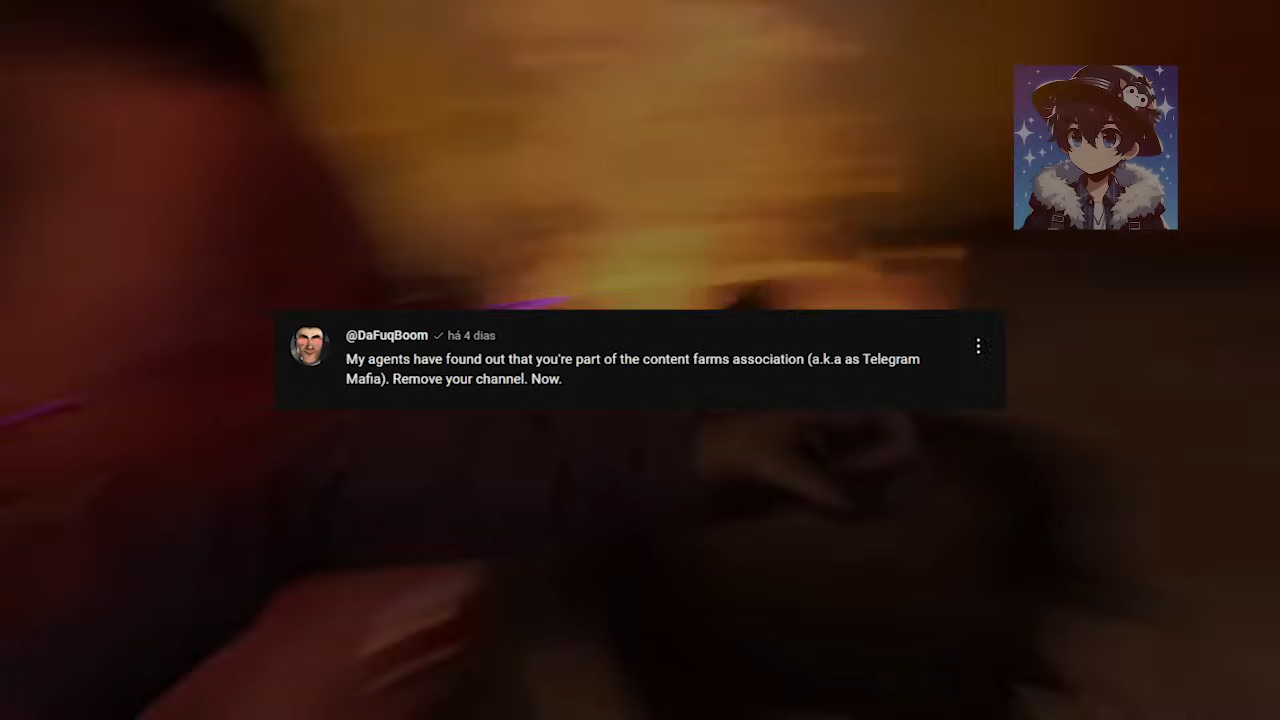 @DaFuqBoom há 4 dias
My agents have found out that you're part of the content farms association (a.k.a as Telegram
Mafia). Remove your channel. Now.